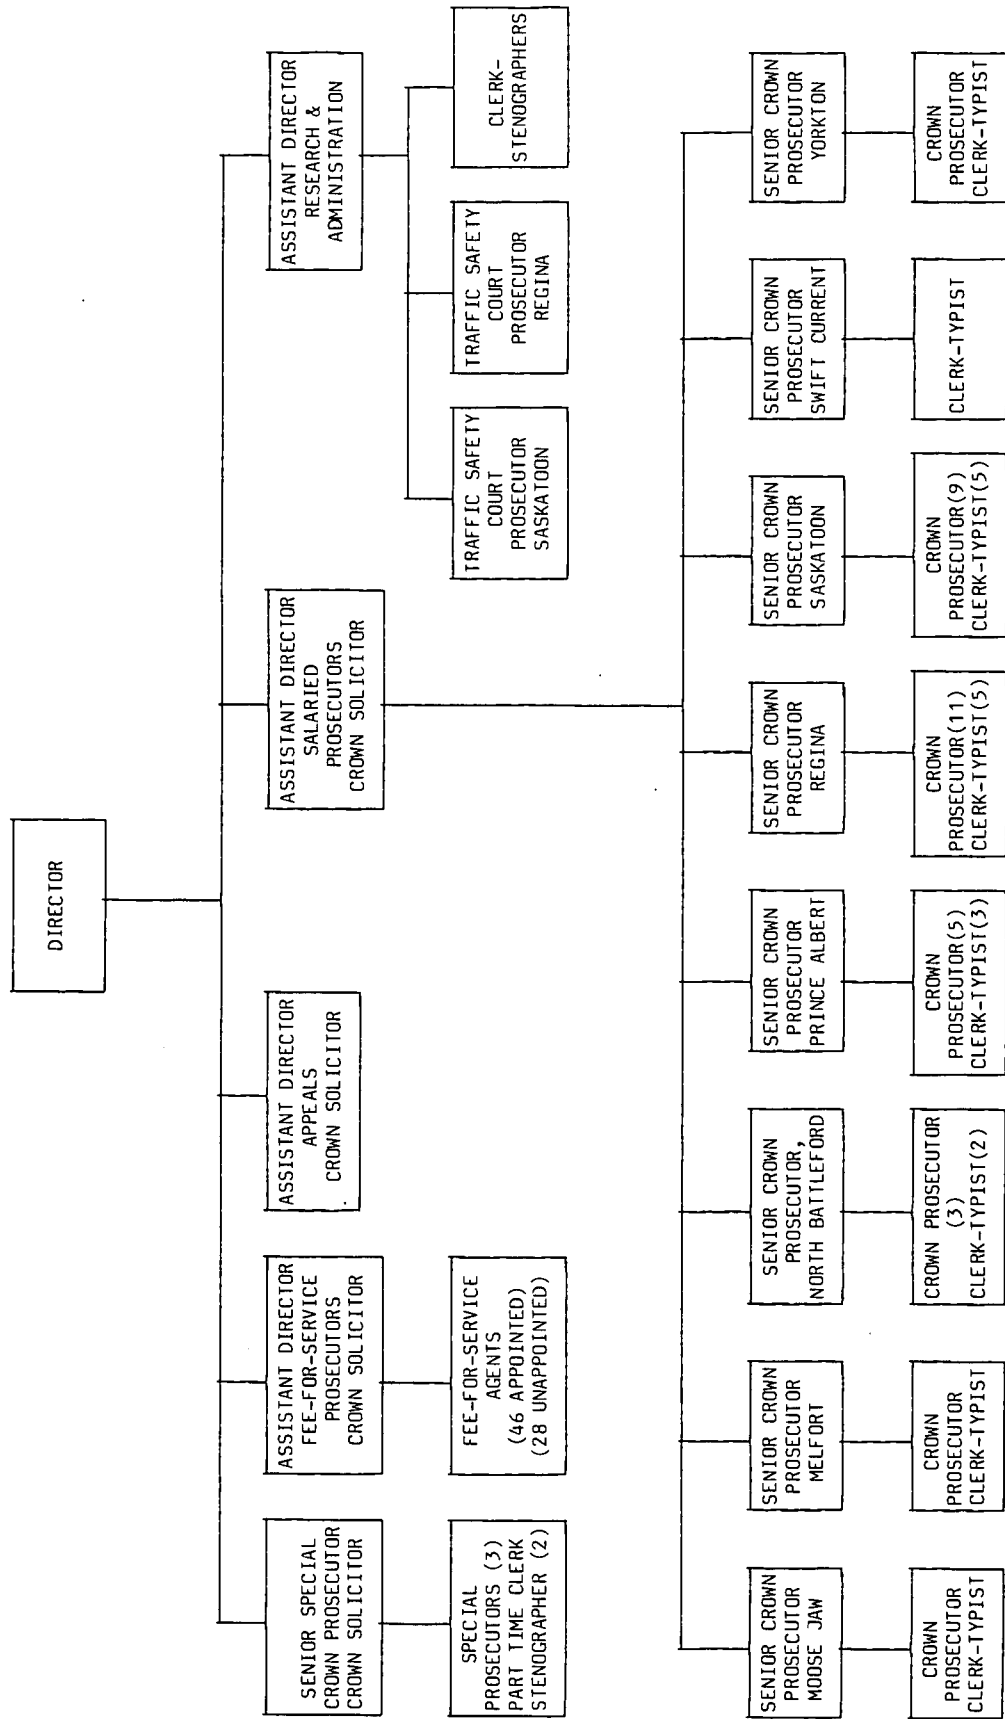 DIRECTOR
SENIOR SPECIAL
CROWN PROSECUTOR
CROWN SOLICITOR
ASSISTANT DIRECTOR
FEE-FOR-SERVICE
PROSECUTORS
CROWN SOLICITOR
ASSISTANT DIRECTOR
APPEALS
CROWN SOLICITOR
ASSISTANT DIRECTOR
SALARIED
PROSECUTORS
CROWN SOLICITOR
ASSISTANT DIRECTOR
RESEARCH &
ADMINISTRATION
SPECIAL
PROSECUTORS (3)
PART TIME CLERK
STENOGRAPHER (2)
FEE-FOR-SERVICE
AGENTS
(46 APPOINTED)
(28 UNAPPOINTED)
TRAFFIC SAFETY
COURT
PROSECUTOR
SASKATOON
TRAFFIC SAFETY
COURT
PROSECUTOR
REGINA
CLERK-
STENOGRAPHERS
SENIOR CROWN
PROSECUTOR
MOOSE JAW
SENIOR CROWN
PROSECUTOR
MELFORT
SENIOR CROWN
PROSECUTOR,
NORTH BATTLEFORD
SENIOR CROWN
PROSECUTOR
PRINCE ALBERT
SENIOR CROWN
PROSECUTOR
REGINA
SENIOR CROWN
PROSECUTOR
SASKATOON
SENIOR CROWN
PROSECUTOR
SWIFT CURRENT
SENIOR CROWN
PROSECUTOR
YORKTON
CROWN
PROSECUTOR
CLERK-TYPIST
CROWN
PROSECUTOR
CLERK-TYPIST
CROWN PROSECUTOR
(3)
CLERK-TYPIST(2)
CROWN
PROSECUTOR(5)
CLERK-TYPIST(3)
CROWN
PROSECUTOR(11)
CLERK-TYPIST(5)
CROWN
PROSECUTOR(9)
CLERK-TYPIST(5)
CLERK-TYPIST
CROWN
PROSECUTOR
CLERK-TYPIST